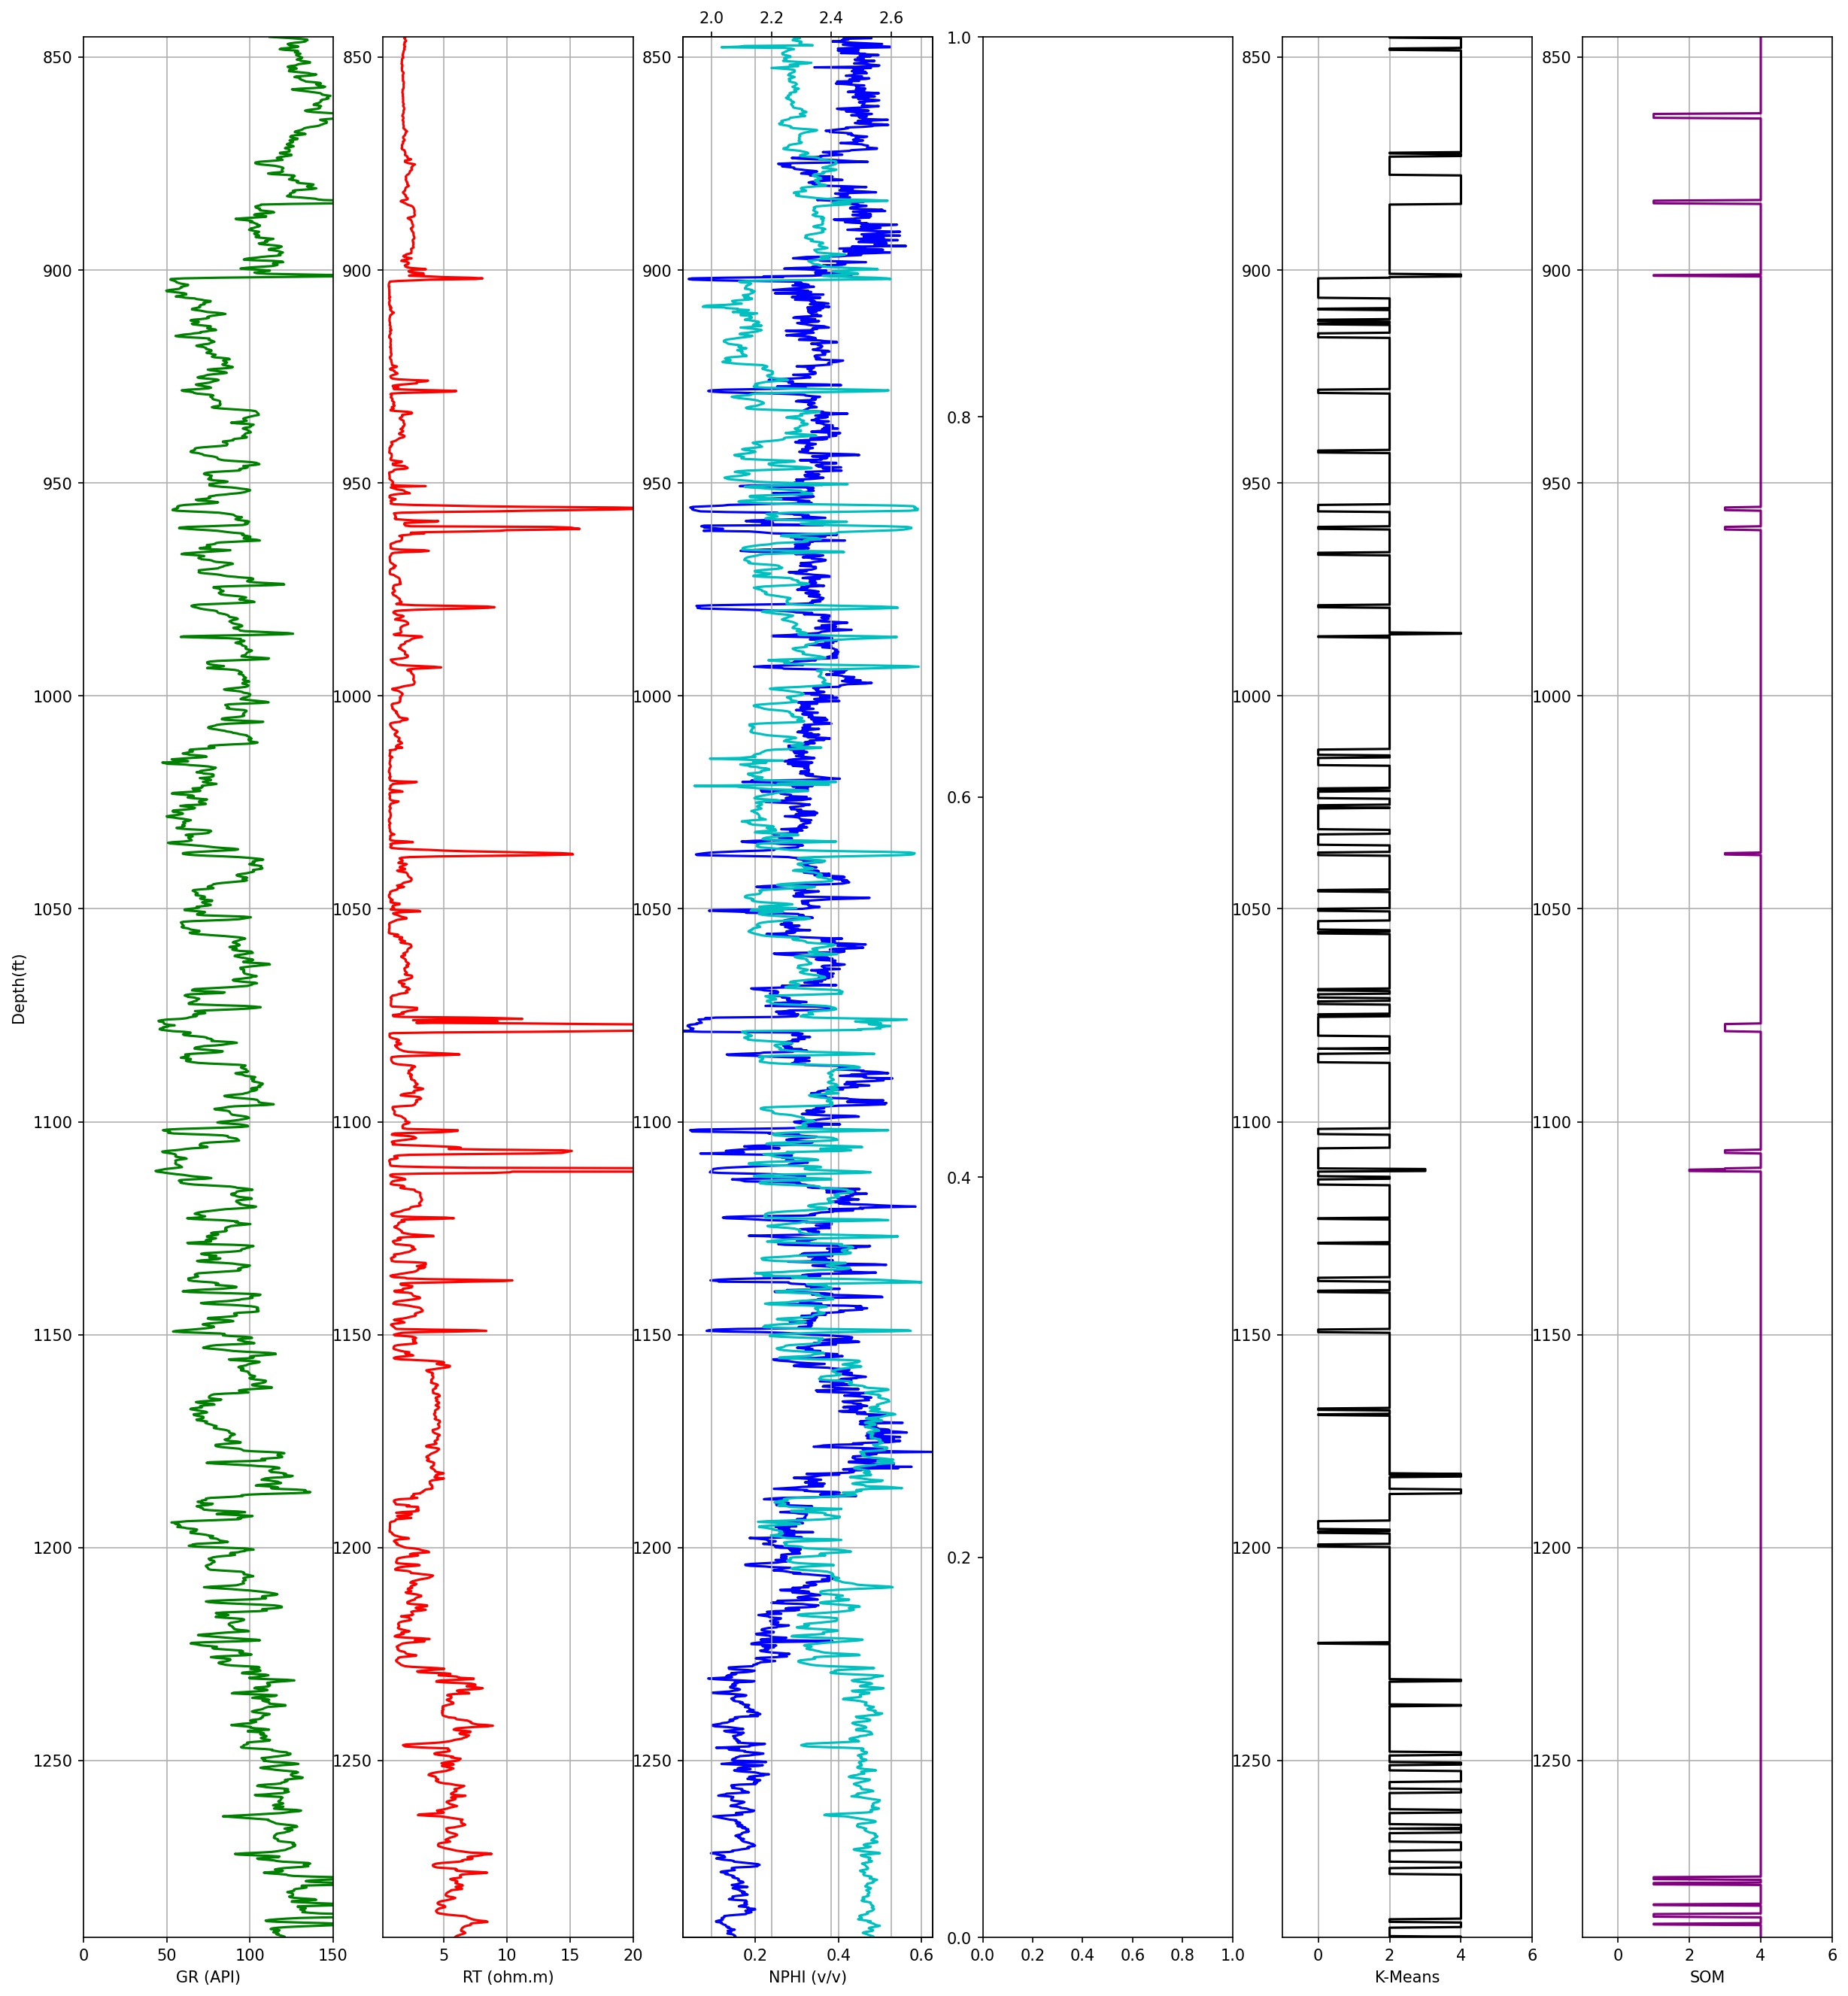 2.0 2.2 2.4 2.6
850 850 850 1.0 850 850
900 900 900 900 900
0.8
950 950 950 950 950
1000 1000 1000 1000 1000
0.6
1050 1050 1050 1050 1050
Depth(ft)
1100 1100 1100 1100 1100
0.4
1150 1150 1150 1150 1150
1200 1200 1200 1200 1200
0.2
1250 1250 1250 1250 1250
0.0
0 50 100 150 5 10 15 20 0.2 0.4 0.6 0.0 0.2 0.4 0.6 0.8 1.0 0 2 4 6 0 2 4 6
GR (API) RT (ohm.m) NPHI (v/v) K-Means SOM